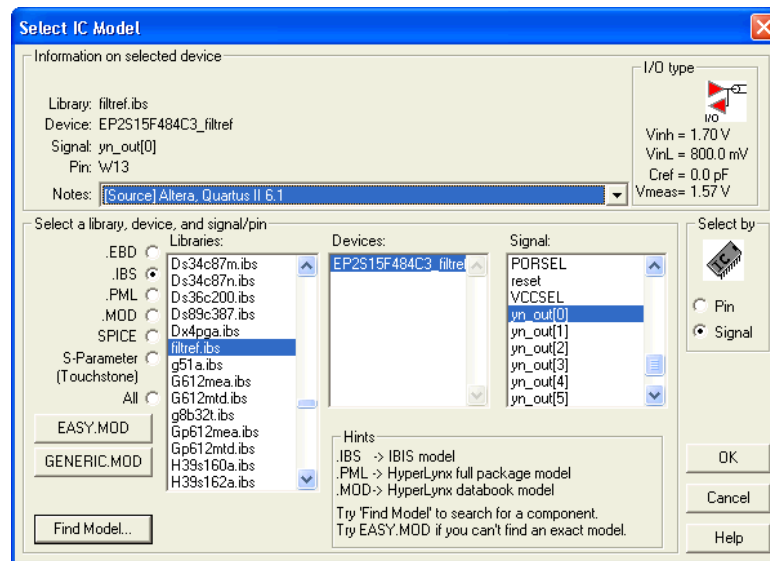 Select IC Model
Information on selected device
Library: filtref.ibs
Device: EP2S15F484C3_filtref
Signal: yn_out[0]
Pin: W13
Notes: [Source] Altera, Quartus II 6.1
I/O type
I/O
Vinh = 1.70 V
VinL = 800.0 mV
Cref = 0.0 pF
Vmeas= 1.57 V
Select a library, device, and signal/pin
.EBD
.IBS
.PML
.MOD
SPICE
S-Parameter
(Touchstone)
All
EASY.MOD
GENERIC.MOD
Find Model...
Libraries:
Ds34c87m.ibs
Ds34c87n.ibs
Ds36c200.ibs
Ds89c387.ibs
Dx4pga.ibs
filtref.ibs
g51a.ibs
G612mea.ibs
G612mtd.ibs
g8b32t.ibs
Gp612mea.ibs
Gp612mtd.ibs
H39s160a.ibs
H39s162a.ibs
Devices:
EP2S15F484C3_filtref
Signal:
PORSEL
reset
VCCSEL
yn_out[0]
yn_out[1]
yn_out[2]
yn_out[3]
yn_out[4]
yn_out[5]
Hints
.IBS -> IBIS model
.PML -> HyperLynx full package model
.MOD-> HyperLynx databook model
Try 'Find Model' to search for a component.
Try EASY.MOD if you can't find an exact model.
Select by
Pin
Signal
OK
Cancel
Help